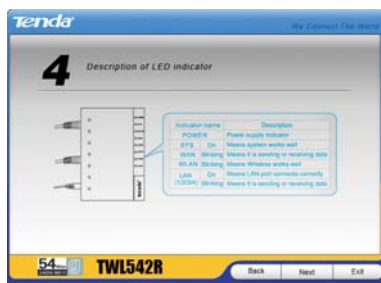 Tenda
We Connect The World
4
Description of LED indicator
Indicator name Description
POWER Power supply indicator
SYS On Means system works well
WAN Blinking Means it is sending or receiving data
WLAN Blinking Means Wireless works well
LAN (1/2/3/4) On Means LAN port connects correctly
Blinking Means it is sending or receiving data
Tenda
54
TWL542R
Back Next Exit